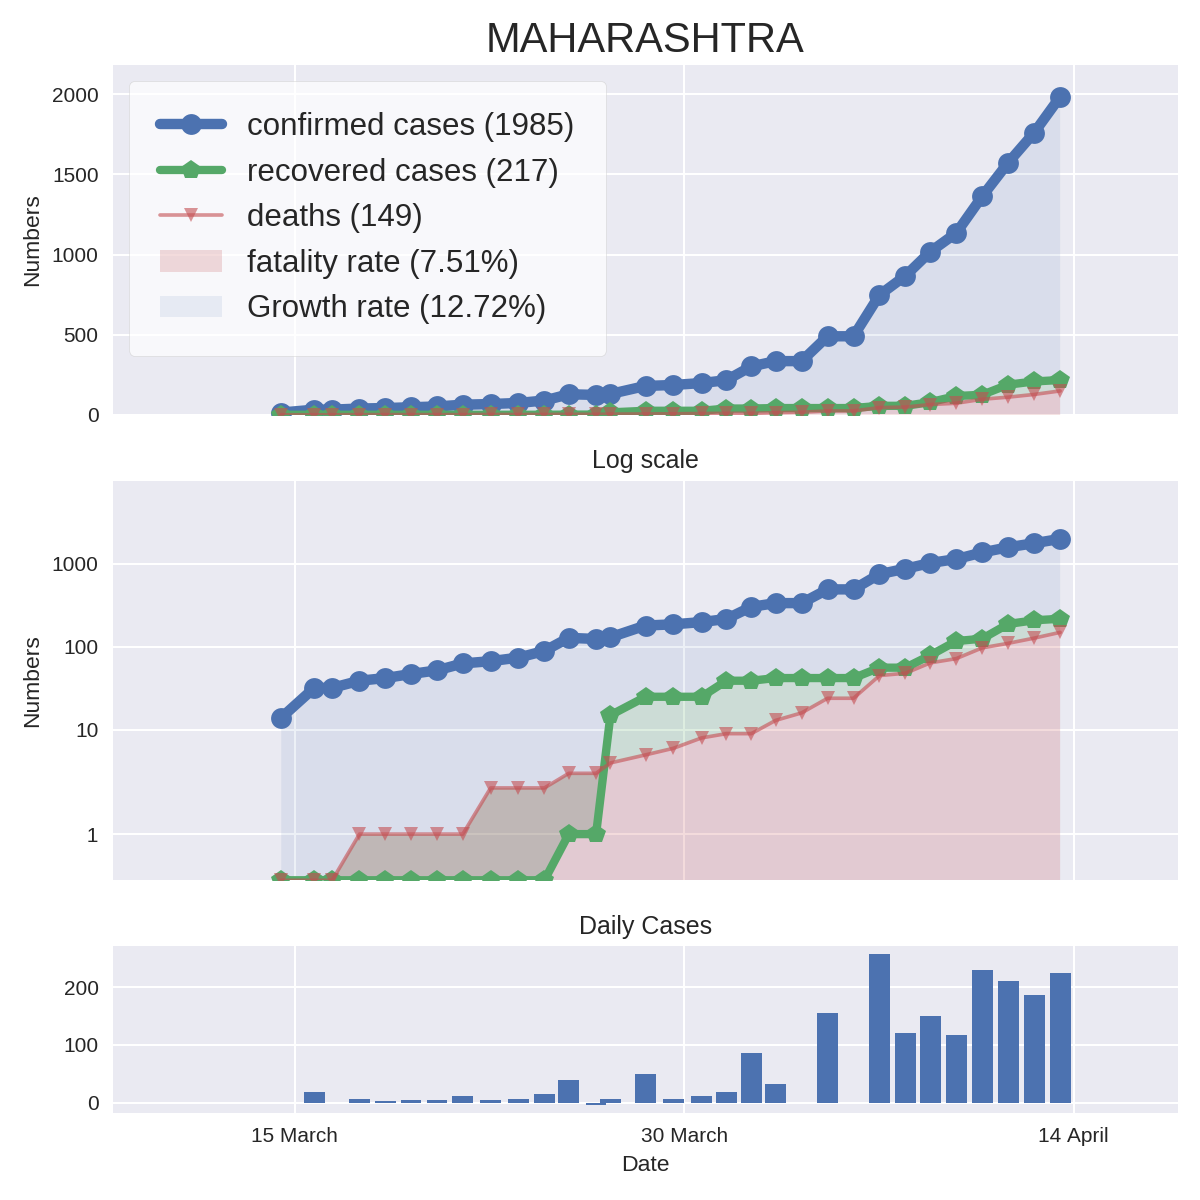 MAHARASHTRA
2000
1500
1000
500
0
Numbers
confirmed cases (1985)
recovered cases (217)
deaths (149)
fatality rate (7.51%)
Growth rate (12.72%)
Log scale
1000
100
10
1
Numbers
Daily Cases
200
100
0
15 March
30 March
14 April
Date